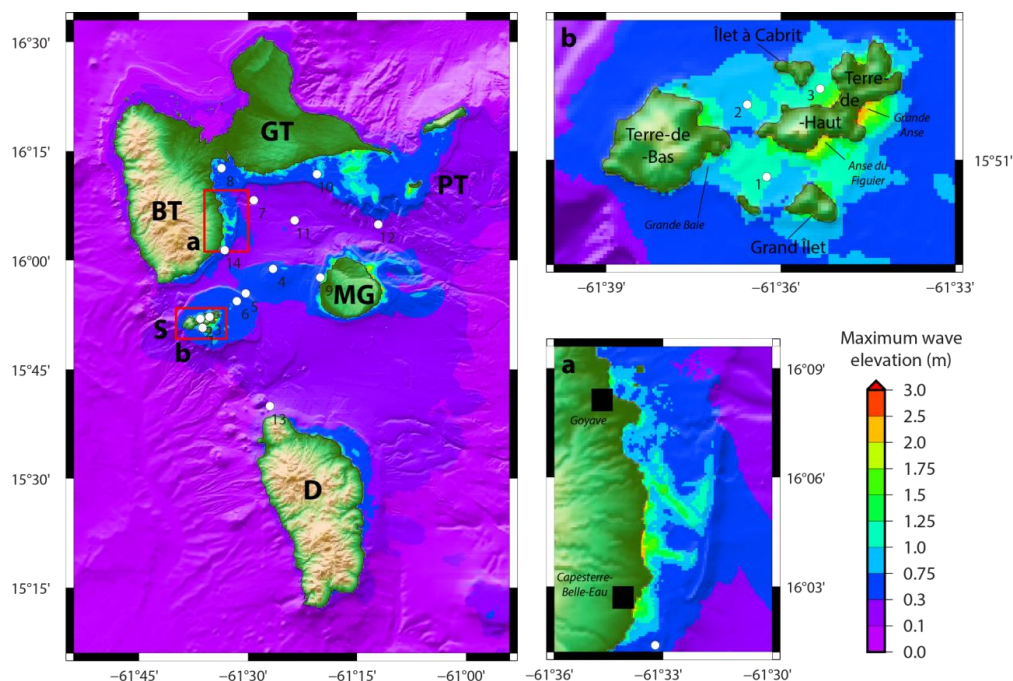 16°30'
16°15'
16°00'
15°45'
15°30'
15°15'
−61°45'
−61°30'
−61°15'
−61°00'
GT
BT
PT
MG
S
D
a
b
8
10
7
11
12
14
4
9
5
6
2
3
13
b
Îlet à Cabrit
Terre-
de
-Haut
Grande
Anse
Terre-de
-Bas
Anse du
Figuier
Grande Baie
Grand Îlet
1
2
3
15°51'
−61°39'
−61°36'
−61°33'
a
Goyave
Capesterre-
Belle-Eau
16°09'
16°06'
16°03'
−61°36'
−61°33'
−61°30'
Maximum wave
elevation (m)
3.0
2.5
2.0
1.75
1.5
1.25
1.0
0.75
0.3
0.1
0.0